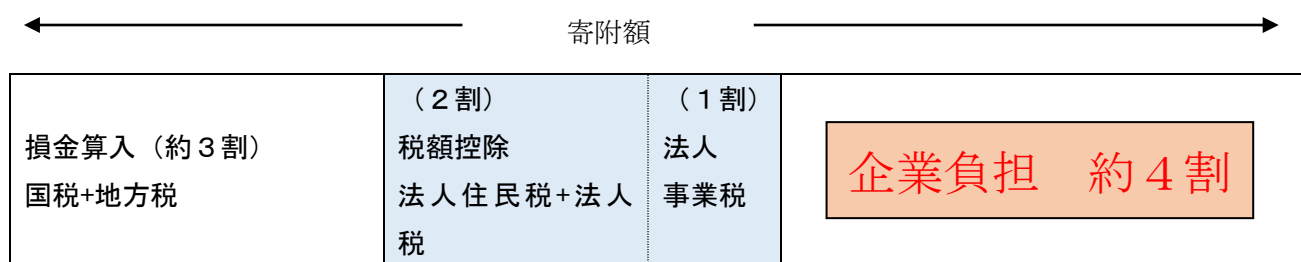 寄附額
損金算入（約３割）
国税+地方税
（２割）
税額控除
法人住民税+法人
税
（１割）
法人
事業税
企業負担　約４割